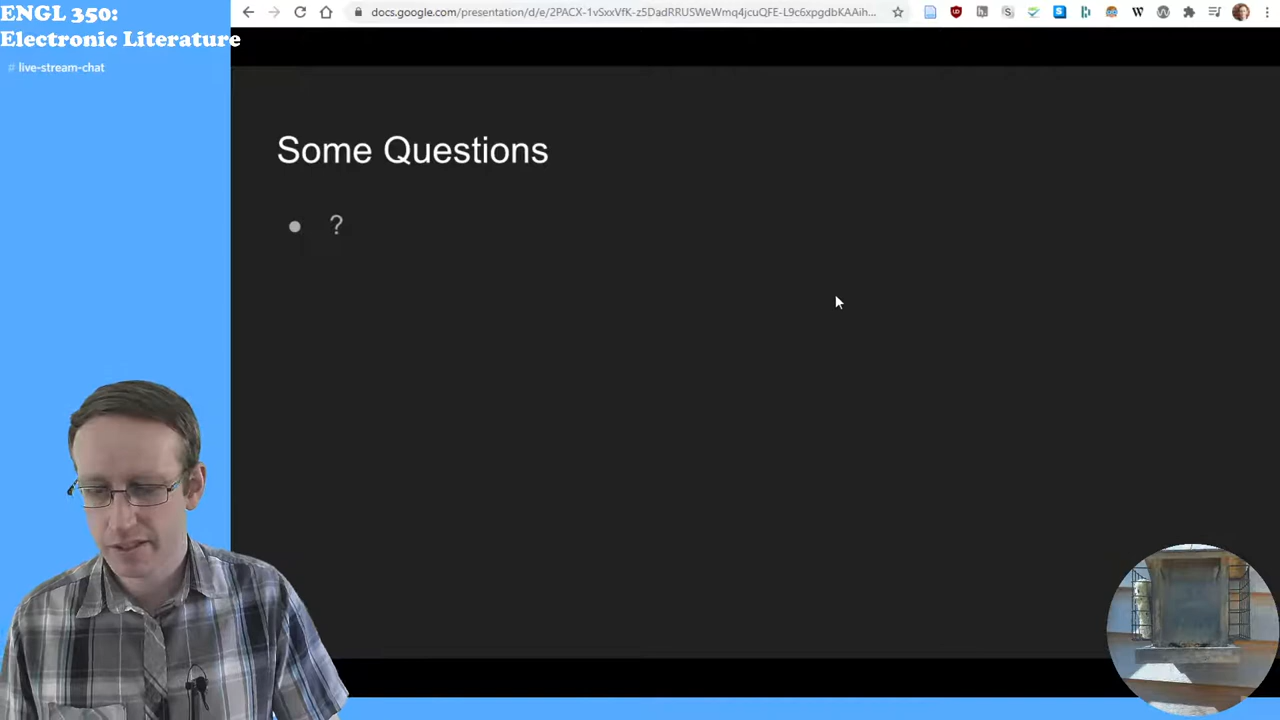 ENGL 350:
Electronic Literature
# live-stream-chat
docs.google.com/presentation/d/e/2PACX-1vSxxVfK-z5DadRRUSWeWmq4jcuQFE-L9c6xpgdbKAAih...
Some Questions
● ?